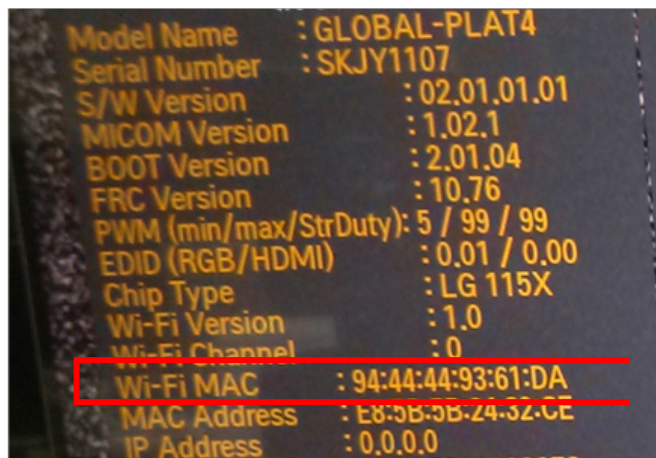 Model Name : GLOBAL-PLAT4
Serial Number : SKJY1107
S/W Version : 02.01.01.01
MICOM Version : 1.02.1
BOOT Version : 2.01.04
FRC Version : 10.76
PWM (min/max/StrDuty): 5 / 99 / 99
EDID (RGB/HDMI) : 0.01 / 0.00
Chip Type : LG 115X
Wi-Fi Version : 1.0
Wi-Fi Channel : 0
Wi-Fi MAC : 94:44:44:93:61:DA
MAC Address : E8:5B:5B:24:32:CE
IP Address : 0.0.0.0